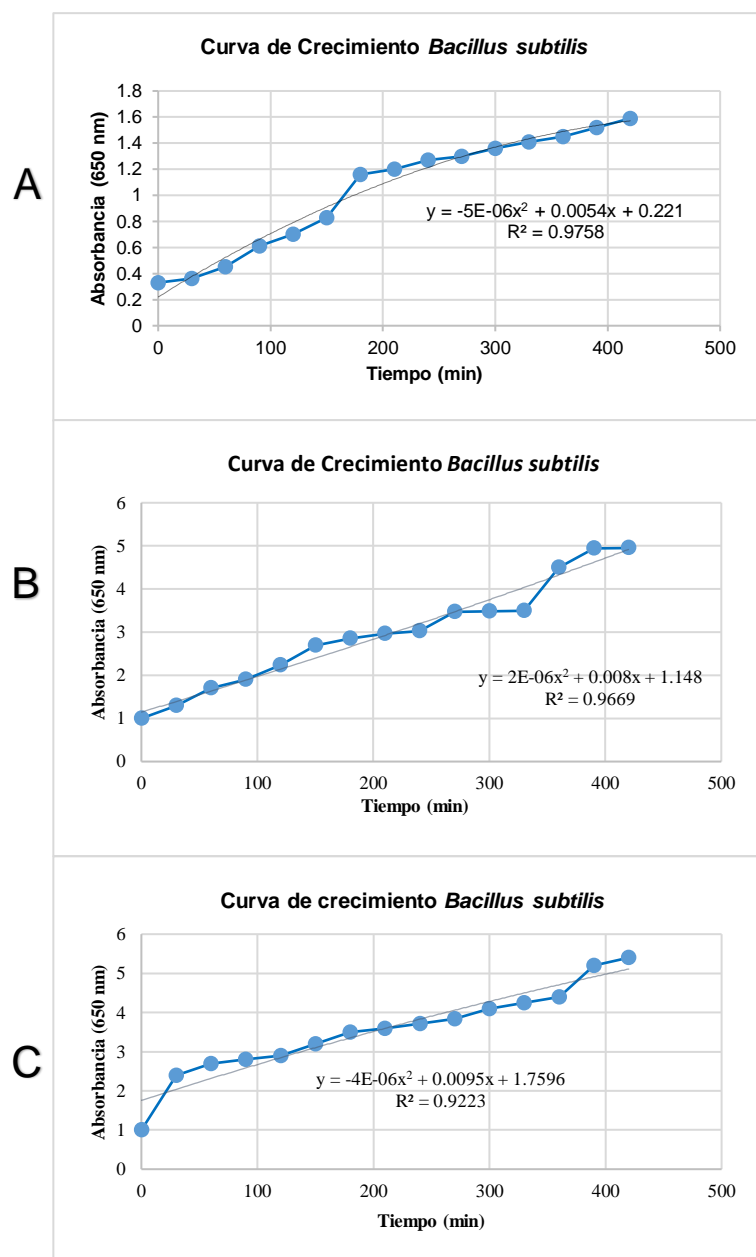 A
Curva de Crecimiento Bacillus subtilis
Absorbancia (650 nm)
1.8
1.6
1.4
1.2
1
0.8
0.6
0.4
0.2
0
y = -5E-06x² + 0.0054x + 0.221
R² = 0.9758
0 100 200 300 400 500
Tiempo (min)
B
Curva de Crecimiento Bacillus subtilis
Absorbancia (650 nm)
6
5
4
3
2
1
0
y = 2E-06x² + 0.008x + 1.148
R² = 0.9669
0 100 200 300 400 500
Tiempo (min)
C
Curva de crecimiento Bacillus subtilis
Absorbancia (650 nm)
6
5
4
3
2
1
0
y = -4E-06x² + 0.0095x + 1.7596
R² = 0.9223
0 100 200 300 400 500
Tiempo (min)